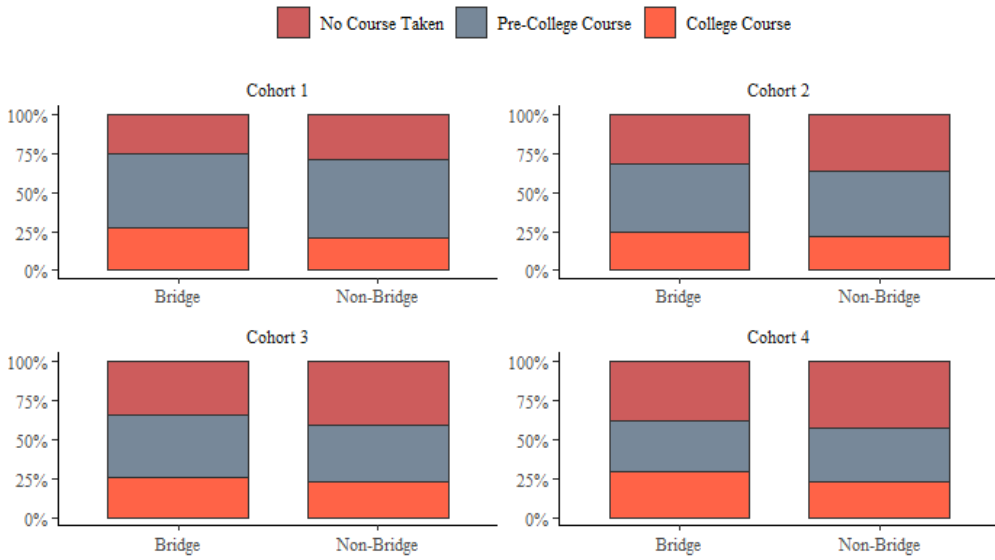 No Course Taken Pre-College Course College Course
Cohort 1
100%
75%
50%
25%
0%
Bridge Non-Bridge
Cohort 2
100%
75%
50%
25%
0%
Bridge Non-Bridge
Cohort 3
100%
75%
50%
25%
0%
Bridge Non-Bridge
Cohort 4
100%
75%
50%
25%
0%
Bridge Non-Bridge